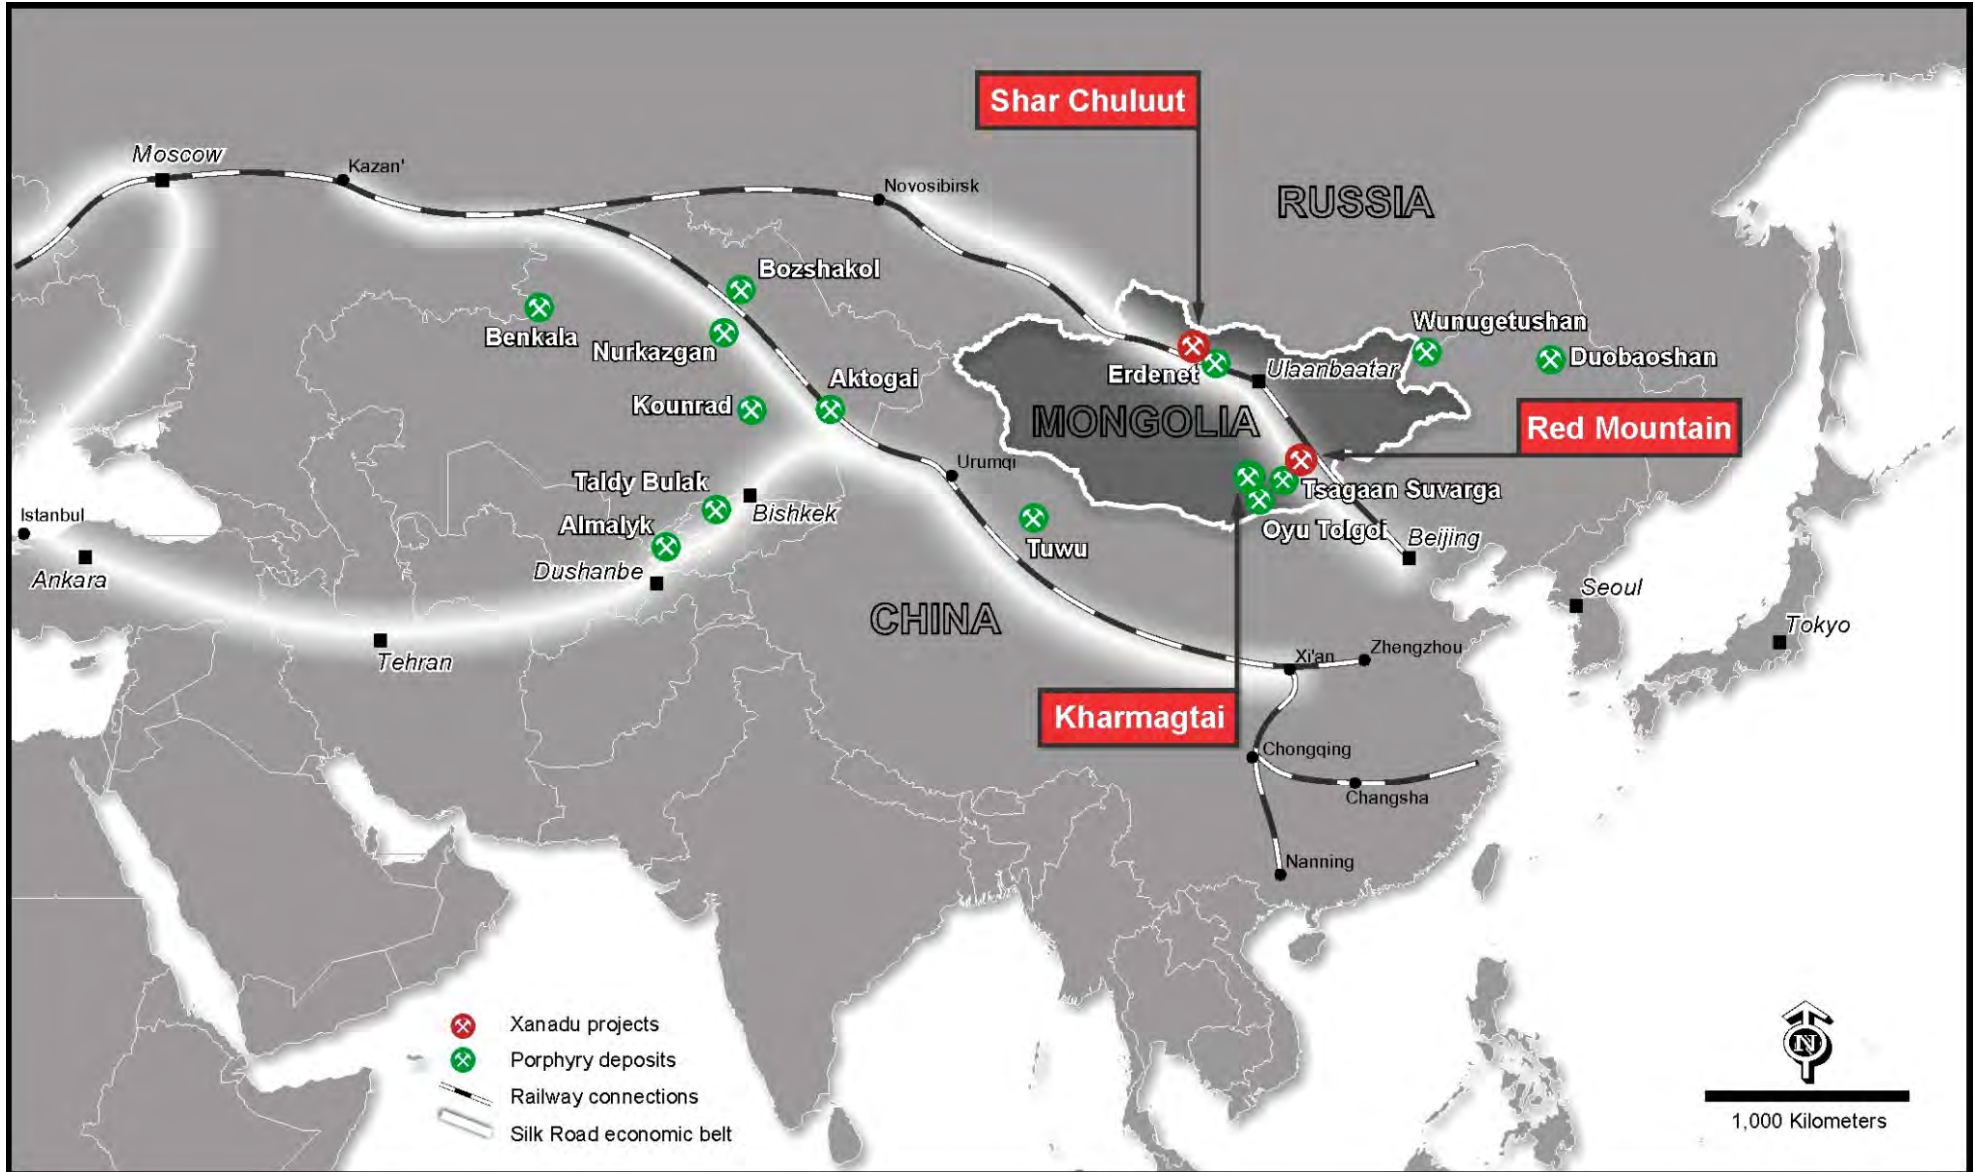 Shar Chuluut
Moscow
Kazan'
Novosibirsk
RUSSIA
Bozshakol
Benkala
Nurkazgan
Wunugetushan
Duobaoshan
Erdenet
Ulaanbaatar
Aktogai
Kounrad
MONGOLIA
Red Mountain
Urumqi
Taldy Bulak
Tsagaan Suvarga
Bishkek
Istanbul
Almalyk
Oyu Tolgoi
Beijing
Tuwu
Ankara
Dushanbe
Seoul
CHINA
Tokyo
Tehran
Xi'an
Zhengzhou
Kharmagtai
Chongqing
Changsha
Nanning
Xanadu projects
Porphyry deposits
Railway connections
Silk Road economic belt
N
1,000 Kilometers